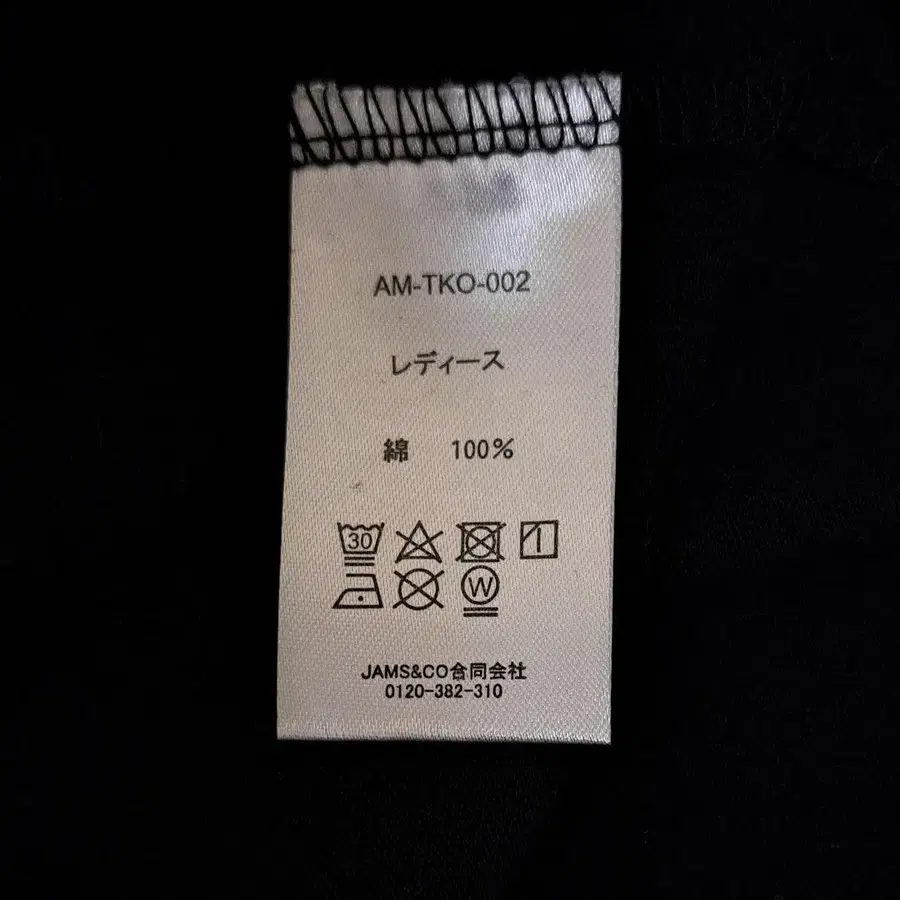 AM-TKO-002
レディース
綿 100%
30
W
JAMS&CO合同会社
0120-382-310